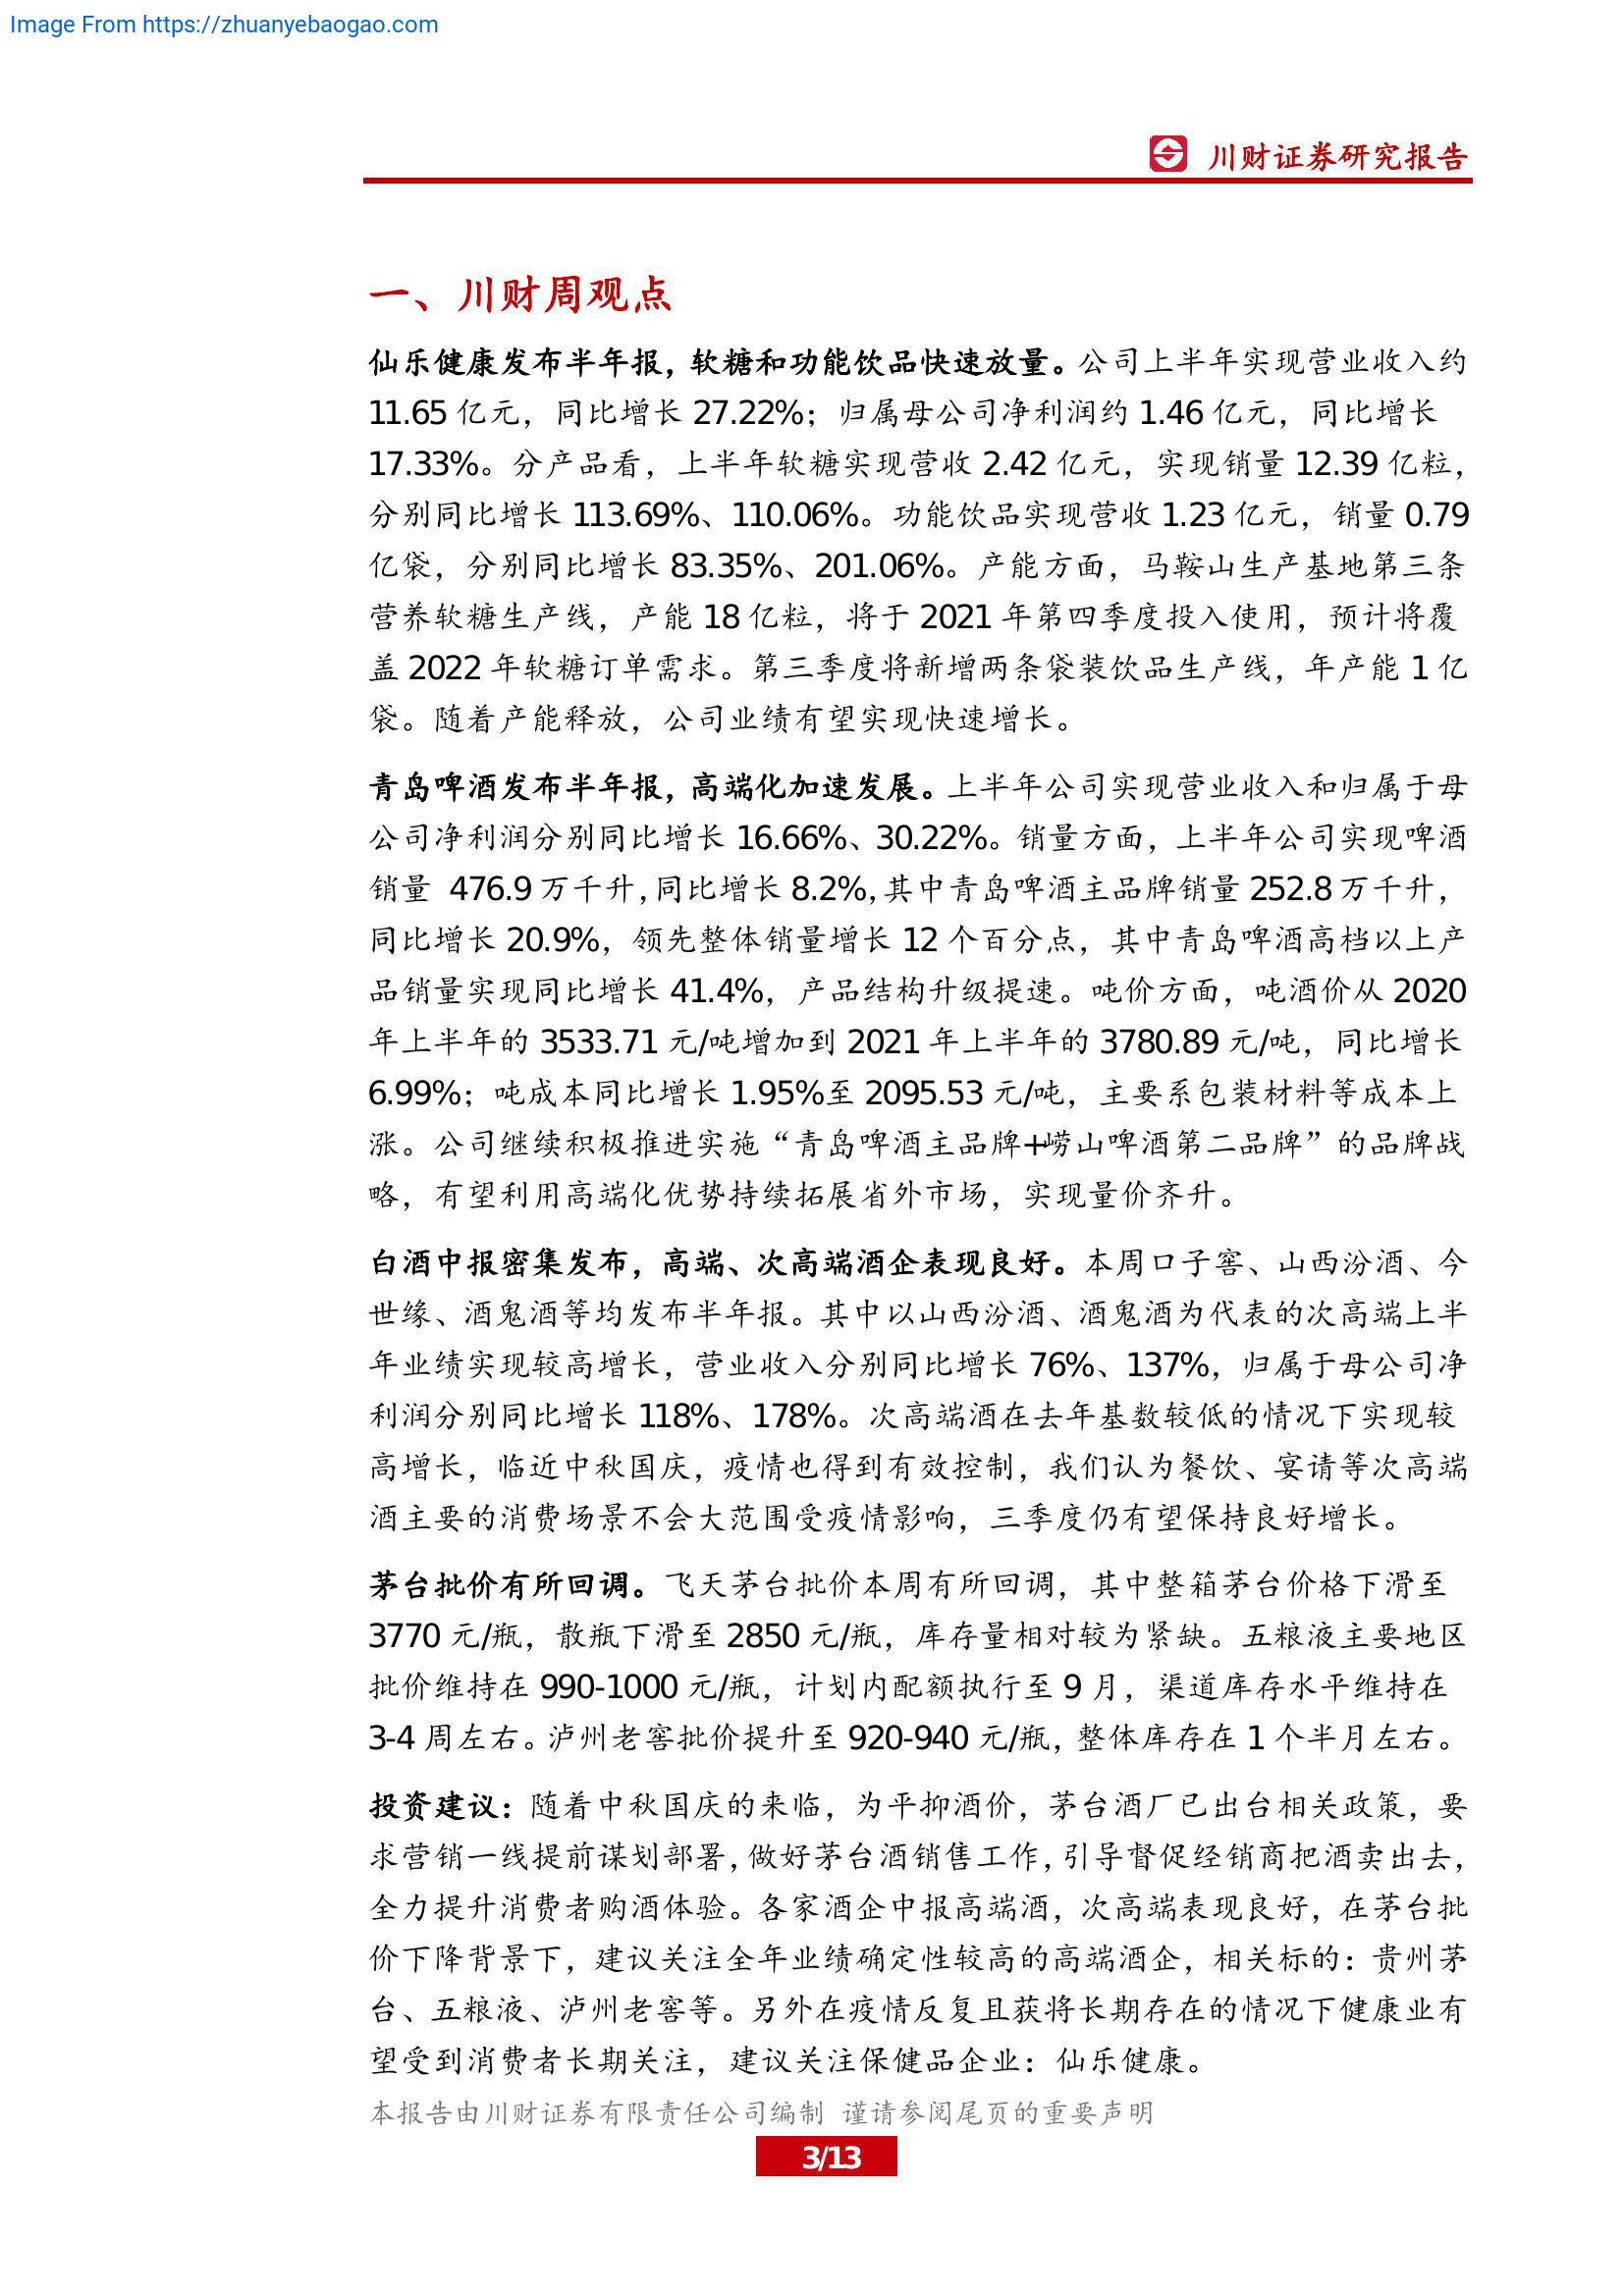 Image From https://zhuanyebaogao.com
川财证券研究报告
一、川财周观点
仙乐健康发布半年报，软糖和功能饮品快速放量。公司上半年实现营业收入约
11.65 亿元，同比增长 27.22%；归属母公司净利润约 1.46 亿元，同比增长
17.33%。分产品看，上半年软糖实现营收 2.42 亿元，实现销量 12.39 亿粒，
分别同比增长 113.69%、110.06%。功能饮品实现营收 1.23 亿元，销量 0.79
亿袋，分别同比增长 83.35%、201.06%。产能方面，马鞍山生产基地第三条
营养软糖生产线，产能 18 亿粒，将于 2021 年第四季度投入使用，预计将覆
盖 2022 年软糖订单需求。第三季度将新增两条袋装饮品生产线，年产能 1 亿
袋。随着产能释放，公司业绩有望实现快速增长。
青岛啤酒发布半年报，高端化加速发展。上半年公司实现营业收入和归属于母
公司净利润分别同比增长 16.66%、30.22%。销量方面，上半年公司实现啤酒
销量 476.9 万千升，同比增长 8.2%，其中青岛啤酒主品牌销量 252.8 万千升，
同比增长 20.9%，领先整体销量增长 12 个百分点，其中青岛啤酒高档以上产
品销量实现同比增长 41.4%，产品结构升级提速。吨价方面，吨酒价从 2020
年上半年的 3533.71 元/吨增加到 2021 年上半年的 3780.89 元/吨，同比增长
6.99%；吨成本同比增长 1.95%至 2095.53 元/吨，主要系包装材料等成本上
涨。公司继续积极推进实施“青岛啤酒主品牌+崂山啤酒第二品牌”的品牌战
略，有望利用高端化优势持续拓展省外市场，实现量价齐升。
白酒中报密集发布，高端、次高端酒企表现良好。本周口子窖、山西汾酒、今
世缘、酒鬼酒等均发布半年报。其中以山西汾酒、酒鬼酒为代表的次高端上半
年业绩实现较高增长，营业收入分别同比增长 76%、137%，归属于母公司净
利润分别同比增长 118%、178%。次高端酒在去年基数较低的情况下实现较
高增长，临近中秋国庆，疫情也得到有效控制，我们认为餐饮、宴请等次高端
酒主要的消费场景不会大范围受疫情影响，三季度仍有望保持良好增长。
茅台批价有所回调。飞天茅台批价本周有所回调，其中整箱茅台价格下滑至
3770 元/瓶，散瓶下滑至 2850 元/瓶，库存量相对较为紧缺。五粮液主要地区
批价维持在 990-1000 元/瓶，计划内配额执行至 9 月，渠道库存水平维持在
3-4 周左右。泸州老窖批价提升至 920-940 元/瓶，整体库存在 1 个半月左右。
投资建议：随着中秋国庆的来临，为平抑酒价，茅台酒厂已出台相关政策，要
求营销一线提前谋划部署，做好茅台酒销售工作，引导督促经销商把酒卖出去，
全力提升消费者购酒体验。各家酒企中报高端酒，次高端表现良好，在茅台批
价下降背景下，建议关注全年业绩确定性较高的高端酒企，相关标的：贵州茅
台、五粮液、泸州老窖等。另外在疫情反复且获将长期存在的情况下健康业有
望受到消费者长期关注，建议关注保健品企业：仙乐健康。
本报告由川财证券有限责任公司编制 谨请参阅尾页的重要声明
3/13